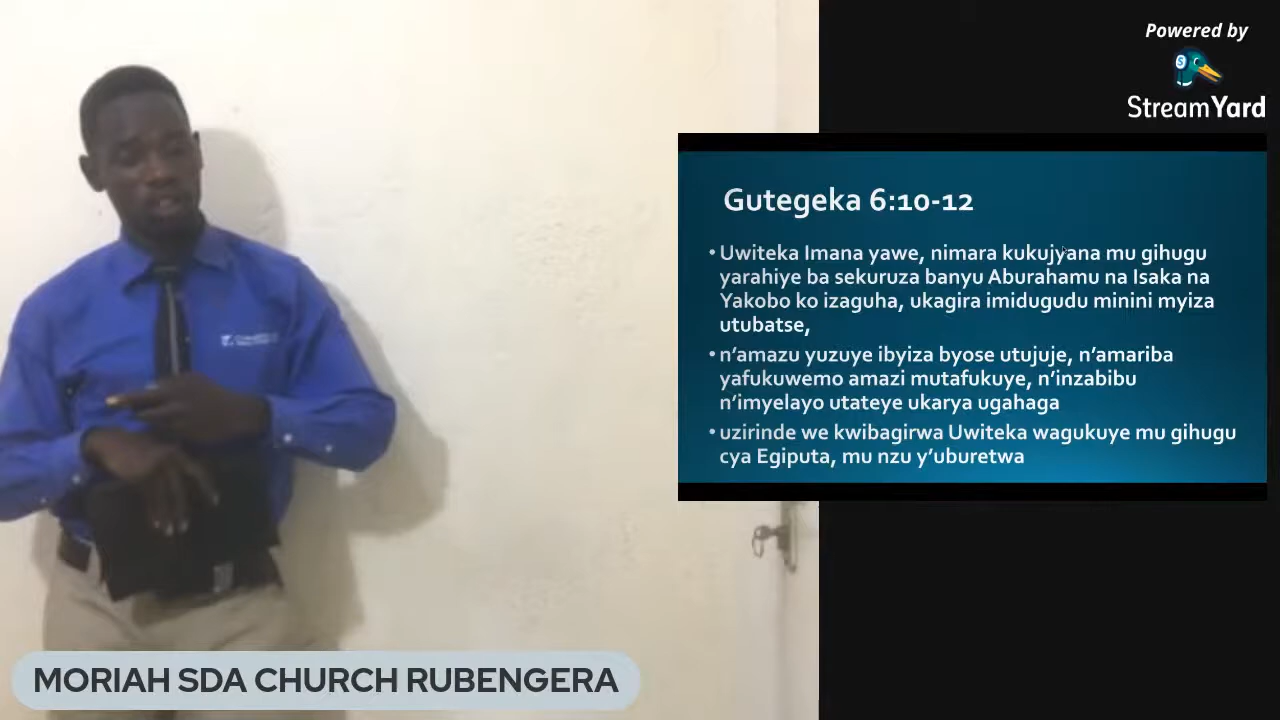 Powered by
StreamYard
Gutegeka 6:10-12
• Uwiteka Imana yawe, nimara kukujyana mu gihugu
yarahiye ba sekuruza banyu Aburahamu na Isaka na
Yakobo ko izaguha, ukagira imidugudu minini myiza
utubatse,
• n’amazu yuzuye ibyiza byose utujuje, n’amariba
yafukuwemo amazi mutafukuye, n’inzabibu
n’imyelayo utateye ukarya ugahaga
• uzirinde we kwibagirwa Uwiteka wagukuye mu gihugu
cya Egiputa, mu nzu y’uburetwa
MORIAH SDA CHURCH RUBENGERA